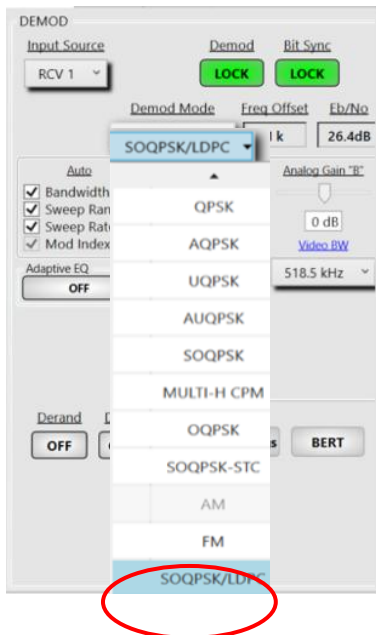 DEMOD
Input Source Demod Bit Sync
RCV 1 LOCK LOCK
Demod Mode Freq Offset Eb/No
SOQPSK/LDPC k 26.4dB
Auto Analog Gain "B"
Bandwidth
Sweep Ran
Sweep Rat
Mod Index
0 dB
Video BW
Adaptive EQ
OFF
518.5 kHz
QPSK
AQPSK
UQPSK
AUQPSK
SOQPSK
MULTI-H CPM
OQPSK
SOQPSK-STC
AM
FM
SOQPSK/LDPC
Derand
OFF
s BERT